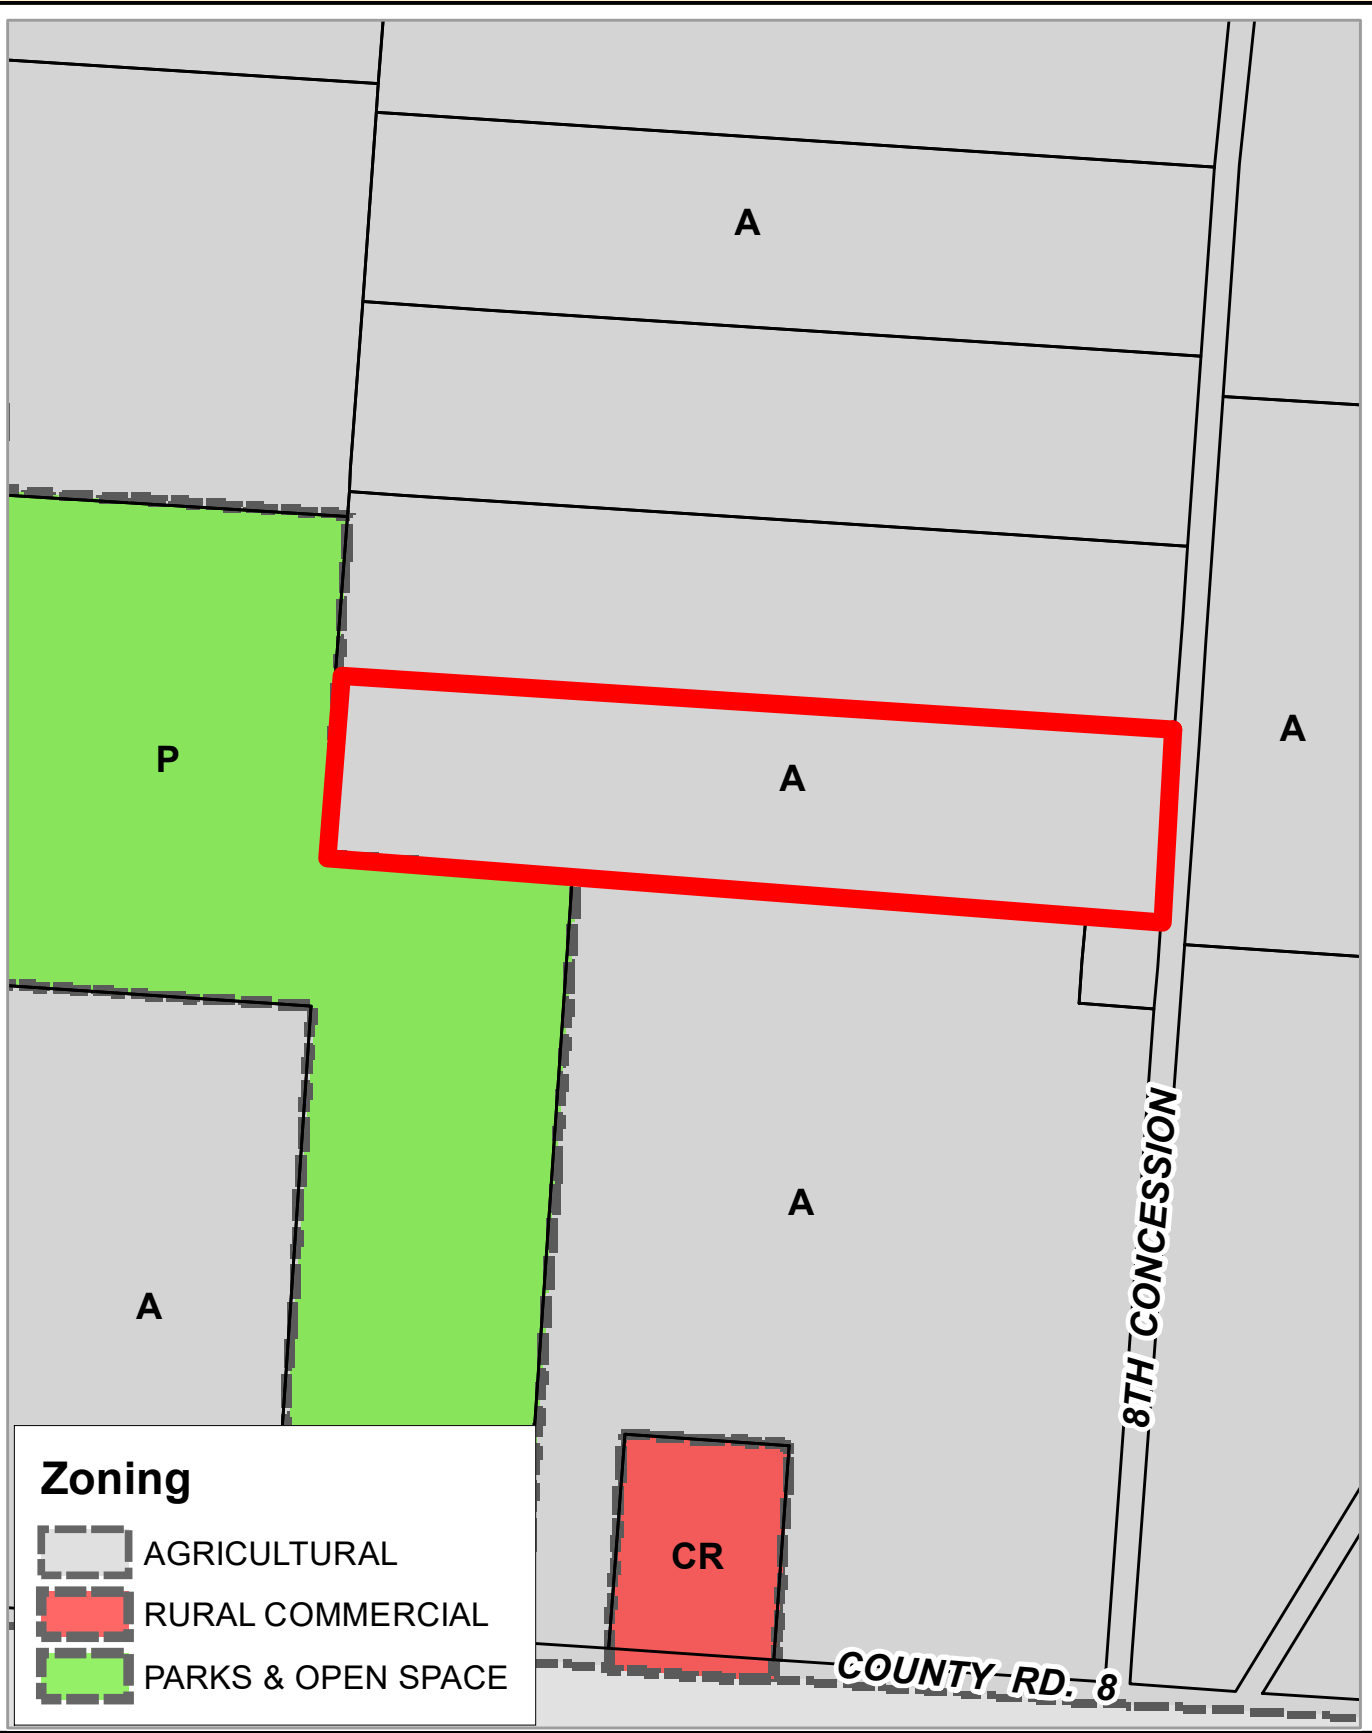 A
A
P
A
A
8TH CONCESSION
A
CR
COUNTY RD. 8
Zoning
AGRICULTURAL
RURAL COMMERCIAL
PARKS & OPEN SPACE